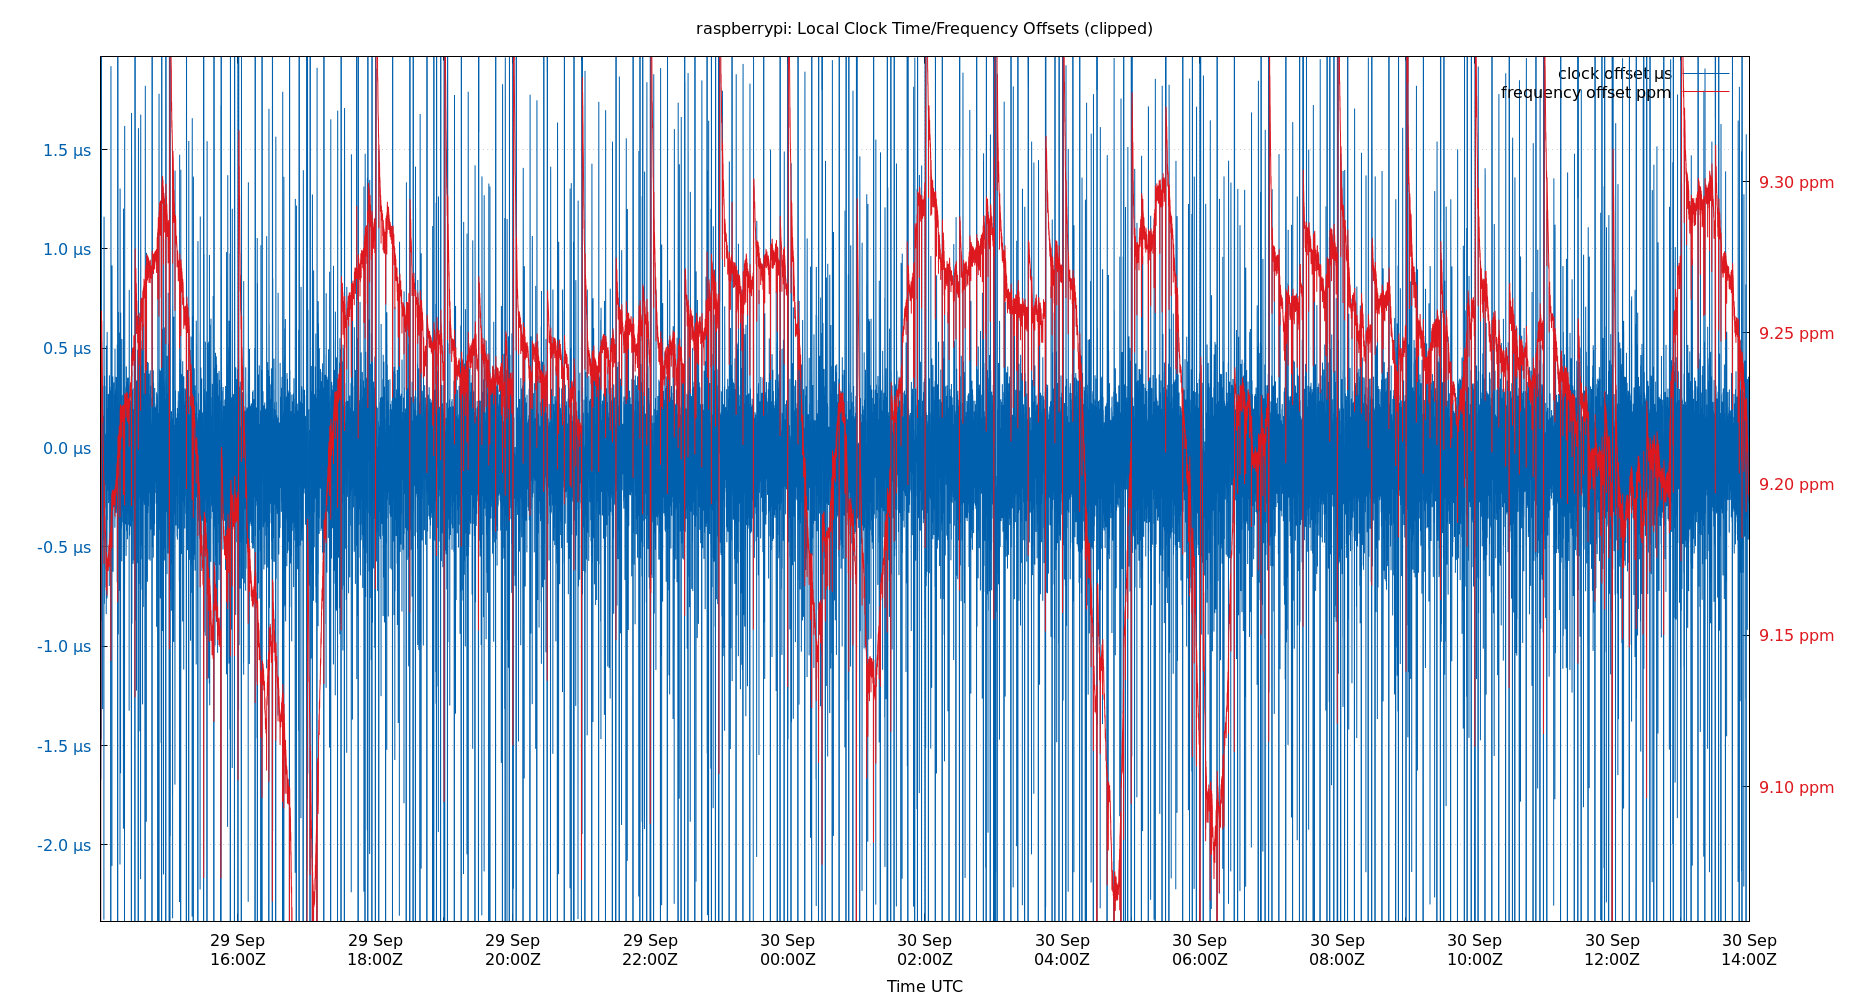 raspberrypi: Local Clock Time/Frequency Offsets (clipped)
clock offset µs
frequency offset ppm
1.5 µs
1.0 µs
0.5 µs
0.0 µs
-0.5 µs
-1.0 µs
-1.5 µs
-2.0 µs
9.30 ppm
9.25 ppm
9.20 ppm
9.15 ppm
9.10 ppm
29 Sep 29 Sep 29 Sep 29 Sep 30 Sep 30 Sep 30 Sep 30 Sep 30 Sep 30 Sep 30 Sep 30 Sep
16:00Z 18:00Z 20:00Z 22:00Z 00:00Z 02:00Z 04:00Z 06:00Z 08:00Z 10:00Z 12:00Z 14:00Z
Time UTC